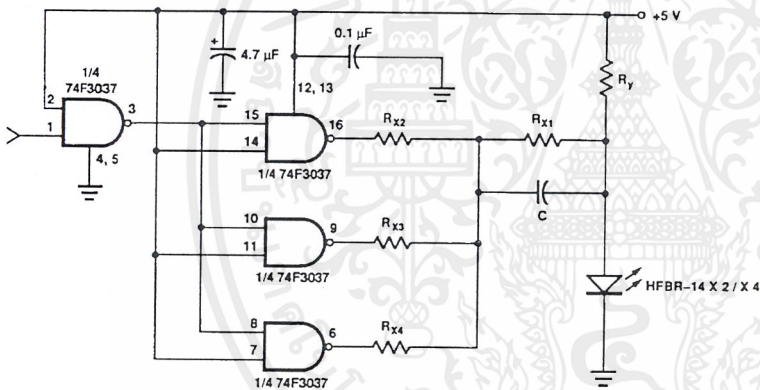 +5 V
+
4.7 µF
0.1 µF
R_y
1/4
74F3037
2
3
1
4, 5
12, 13
15
16
14
1/4 74F3037
R_X2
R_X1
C
10
9
11
1/4 74F3037
R_X3
HFBR–14 X 2 / X 4
8
6
7
1/4 74F3037
R_X4